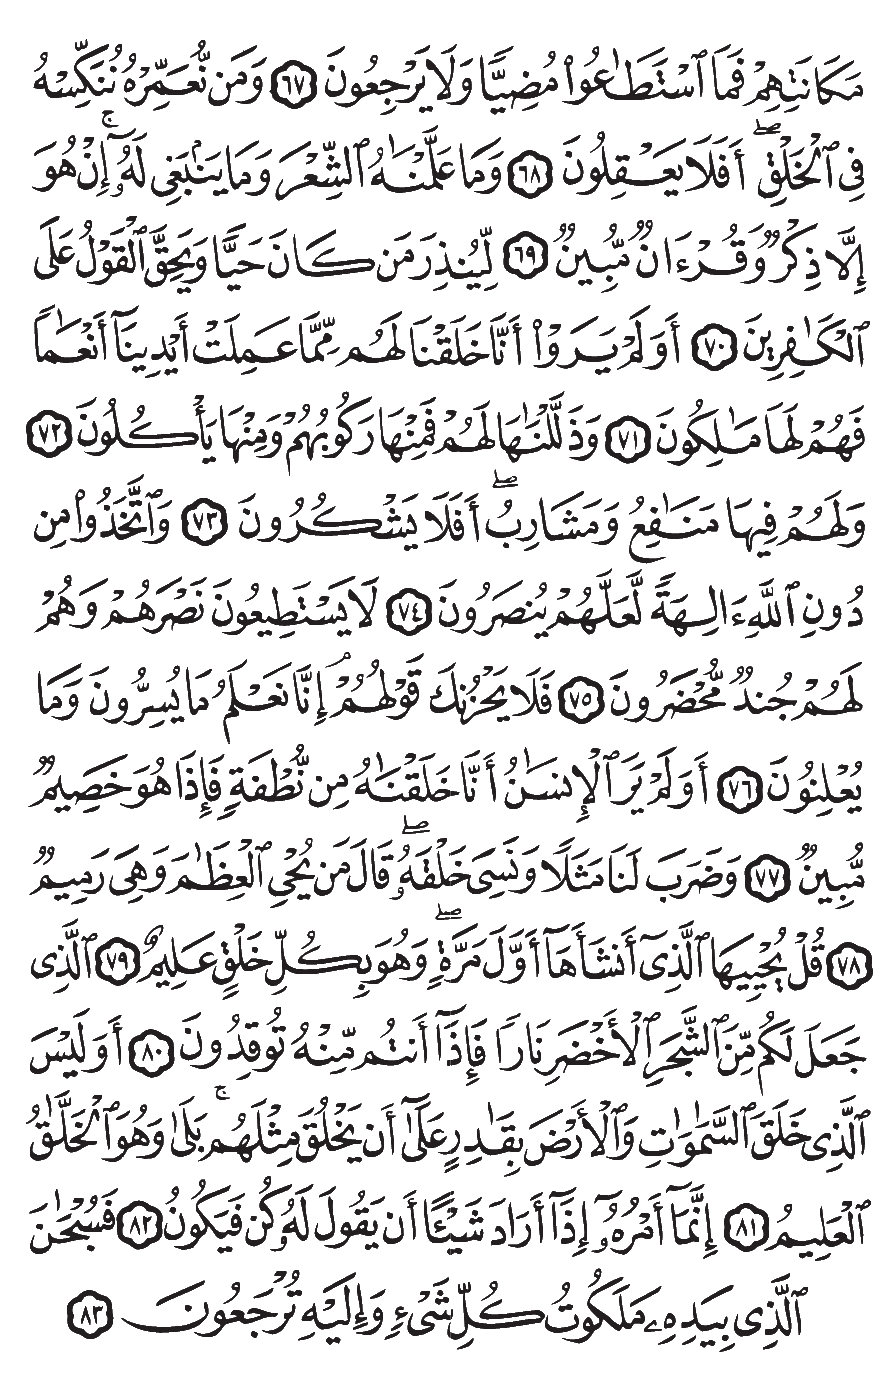 مَكَانَتِهِمْ فَمَا ٱسْتَطَٰعُوا۟ مُضِيًّا وَلَا يَرْجِعُونَ ٦٧ وَمَن نُّعَمِّرْهُ نُنَكِّسْهُ
فِى ٱلْخَلْقِ ۖ أَفَلَا يَعْقِلُونَ ٦٨ وَمَا عَلَّمْنَٰهُ ٱلشِّعْرَ وَمَا يَنۢبَغِى لَهُۥٓ ۚ إِنْ هُوَ
إِلَّا ذِكْرٌ وَقُرْءَانٌ مُّبِينٌ ٦٩ لِّيُنذِرَ مَن كَانَ حَيًّا وَيَحِقَّ ٱلْقَوْلُ عَلَى
ٱلْكَٰفِرِينَ ٧٠ أَوَلَمْ يَرَوْا۟ أَنَّا خَلَقْنَا لَهُم مِّمَّا عَمِلَتْ أَيْدِينَآ أَنْعَٰمًا
فَهُمْ لَهَا مَٰلِكُونَ ٧١ وَذَلَّلْنَٰهَا لَهُمْ فَمِنْهَا رَكُوبُهُمْ وَمِنْهَا يَأْكُلُونَ ٧٢
وَلَهُمْ فِيهَا مَنَٰفِعُ وَمَشَارِبُ ۖ أَفَلَا يَشْكُرُونَ ٧٣ وَٱتَّخَذُوا۟ مِن
دُونِ ٱللَّهِ ءَالِهَةً لَّعَلَّهُمْ يُنصَرُونَ ٧٤ لَا يَسْتَطِيعُونَ نَصْرَهُمْ وَهُمْ
لَهُمْ جُندٌ مُّحْضَرُونَ ٧٥ فَلَا يَحْزُنكَ قَوْلُهُمْ ۘ إِنَّا نَعْلَمُ مَا يُسِرُّونَ وَمَا
يُعْلِنُونَ ٧٦ أَوَلَمْ يَرَ ٱلْإِنسَٰنُ أَنَّا خَلَقْنَٰهُ مِن نُّطْفَةٍ فَإِذَا هُوَ خَصِيمٌ
مُّبِينٌ ٧٧ وَضَرَبَ لَنَا مَثَلًا وَنَسِىَ خَلْقَهُۥ ۖ قَالَ مَن يُحْىِ ٱلْعِظَٰمَ وَهِىَ رَمِيمٌ
٧٨ قُلْ يُحْيِيهَا ٱلَّذِىٓ أَنشَأَهَآ أَوَّلَ مَرَّةٍ ۖ وَهُوَ بِكُلِّ خَلْقٍ عَلِيمٌ ٧٩ ٱلَّذِى
جَعَلَ لَكُم مِّنَ ٱلشَّجَرِ ٱلْأَخْضَرِ نَارًا فَإِذَآ أَنتُم مِّنْهُ تُوقِدُونَ ٨٠ أَوَلَيْسَ
ٱلَّذِى خَلَقَ ٱلسَّمَٰوَٰتِ وَٱلْأَرْضَ بِقَٰدِرٍ عَلَىٰٓ أَن يَخْلُقَ مِثْلَهُم ۚ بَلَىٰ وَهُوَ ٱلْخَلَّٰقُ
ٱلْعَلِيمُ ٨١ إِنَّمَآ أَمْرُهُۥٓ إِذَآ أَرَادَ شَيْـًٔا أَن يَقُولَ لَهُۥ كُن فَيَكُونُ ٨٢ فَسُبْحَٰنَ
ٱلَّذِى بِيَدِهِۦ مَلَكُوتُ كُلِّ شَىْءٍ وَإِلَيْهِ تُرْجَعُونَ ٨٣